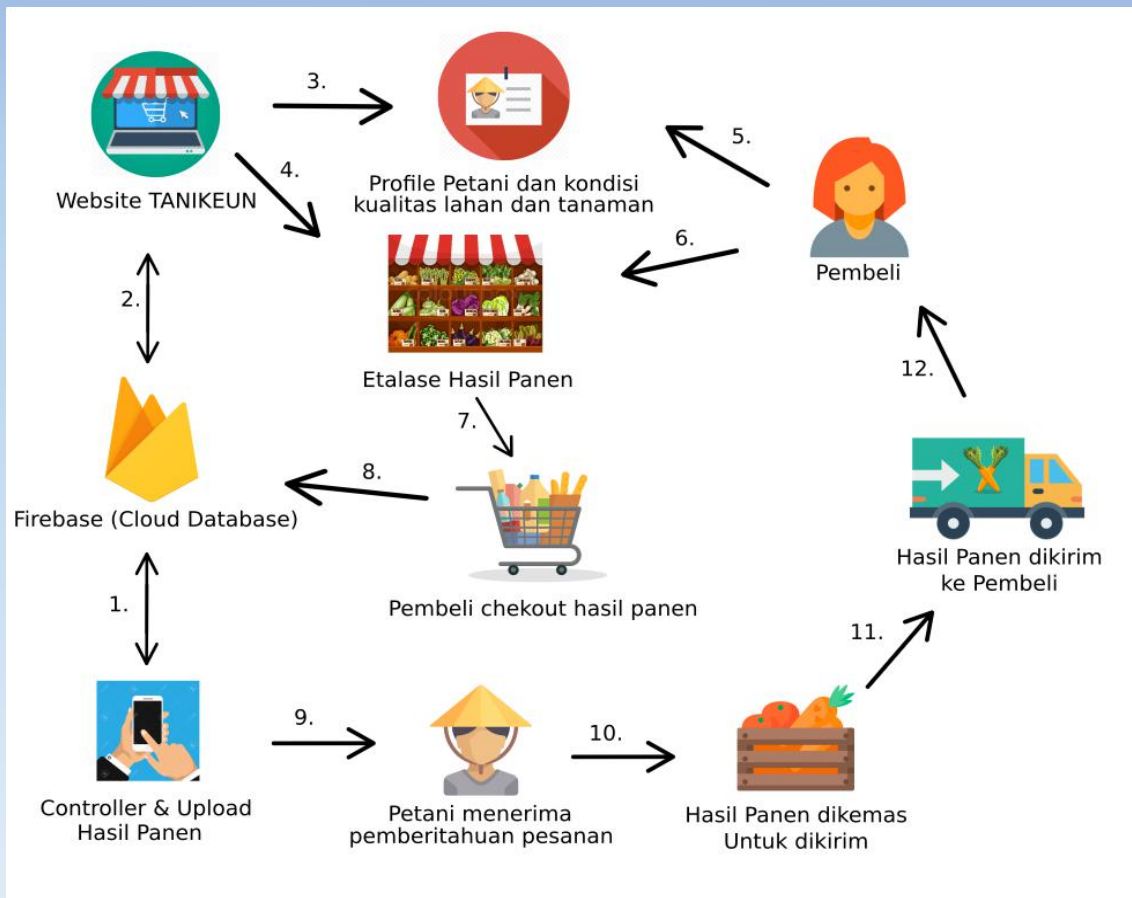 3.
5.
Website TANIKEUN
4.
Profile Petani dan kondisi
kualitas lahan dan tanaman
6.
Pembeli
2.
Etalase Hasil Panen
12.
7.
8.
Firebase (Cloud Database)
Hasil Panen dikirim
ke Pembeli
1.
Pembeli chekout hasil panen
11.
9.
10.
Controller & Upload
Hasil Panen
Petani menerima
pemberitahuan pesanan
Hasil Panen dikemas
Untuk dikirim